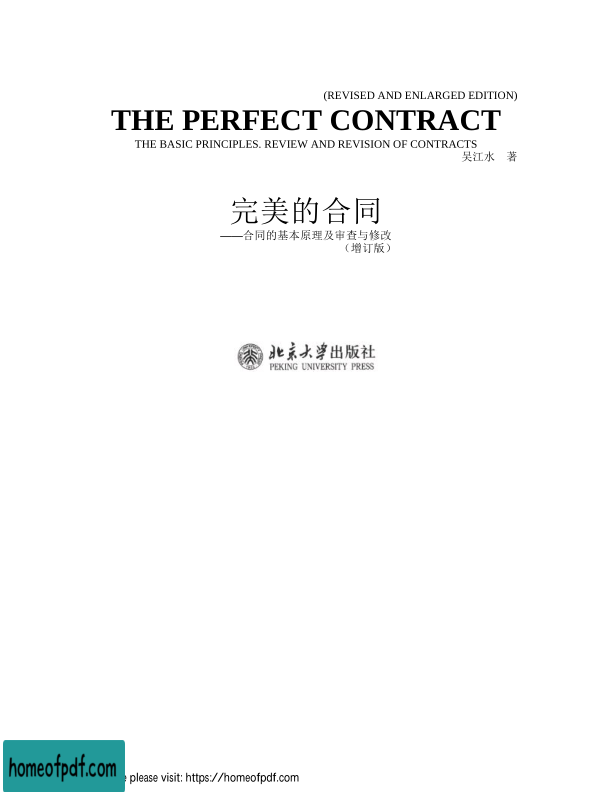 (REVISED AND ENLARGED EDITION)
THE PERFECT CONTRACT
THE BASIC PRINCIPLES. REVIEW AND REVISION OF CONTRACTS
吴江水　著
完美的合同
——合同的基本原理及审查与修改
（增订版）
北京大学出版社
PEKING UNIVERSITY PRESS
homeofpdf.com
please visit: https://homeofpdf.com